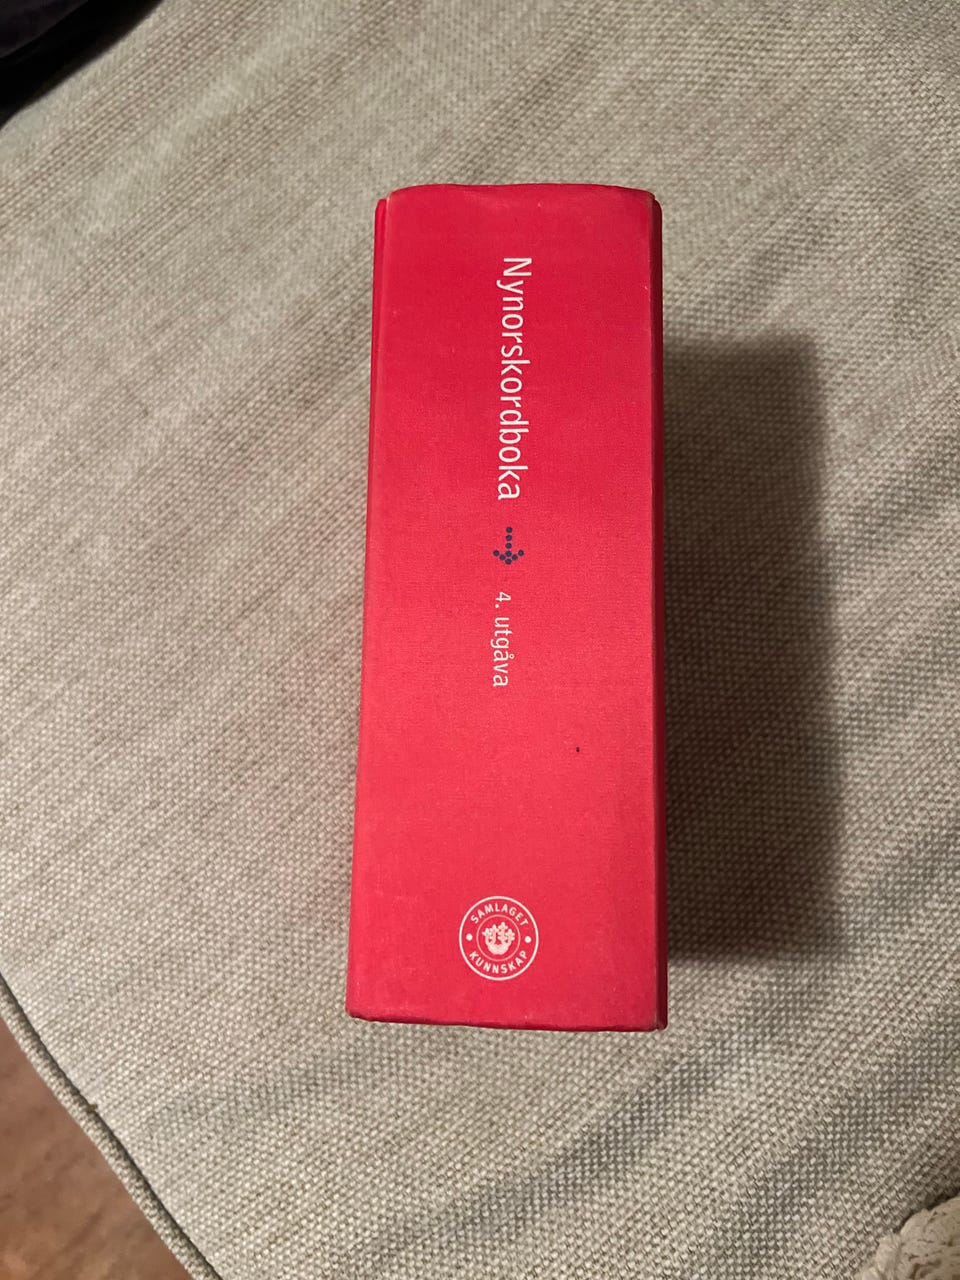 Nynorskordboka
4. utgåva
SAMLAGET
KUNNSKAP